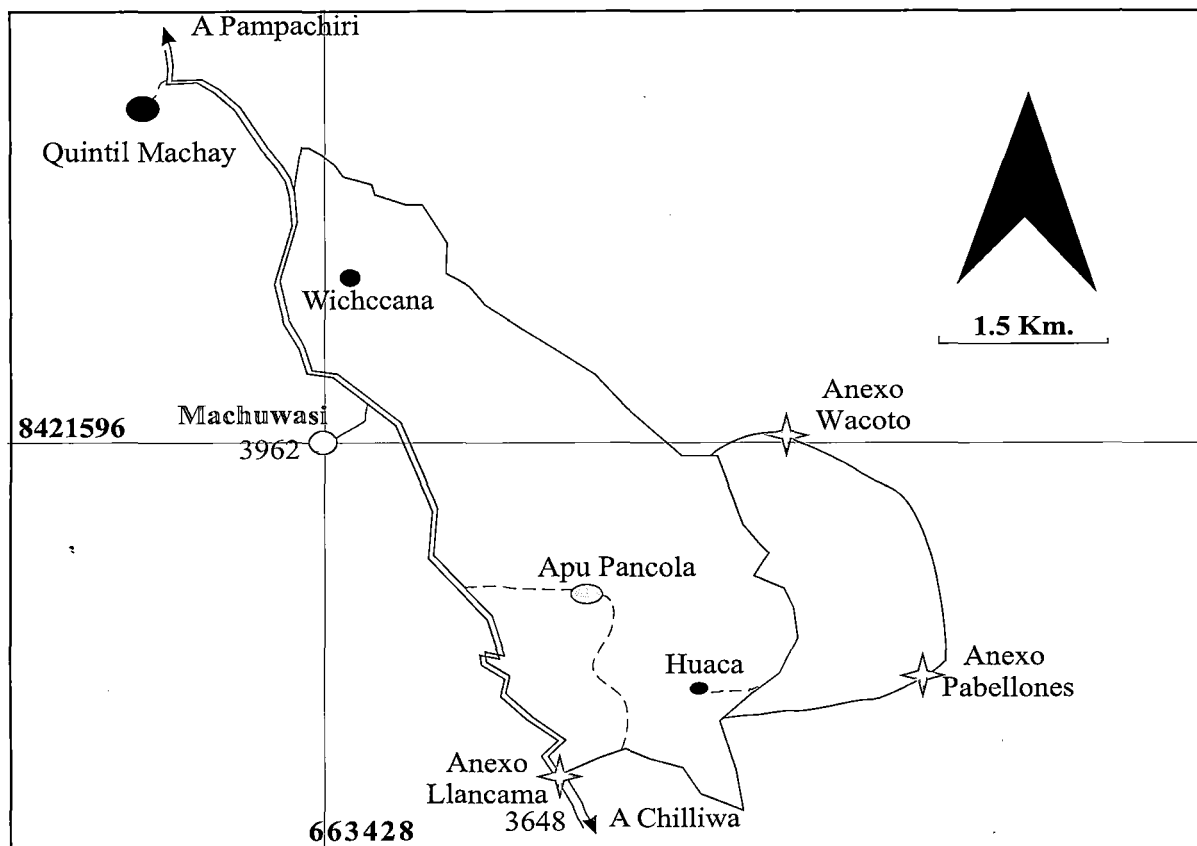 A Pampachiri
Quintil Machay
Wichccana
1.5 Km.
Anexo
Wacoto
Machuwasi
8421596
3962
Apu Pancola
Huaca
Anexo
Pabellones
Anexo
Llancama
3648
A Chilliwa
663428